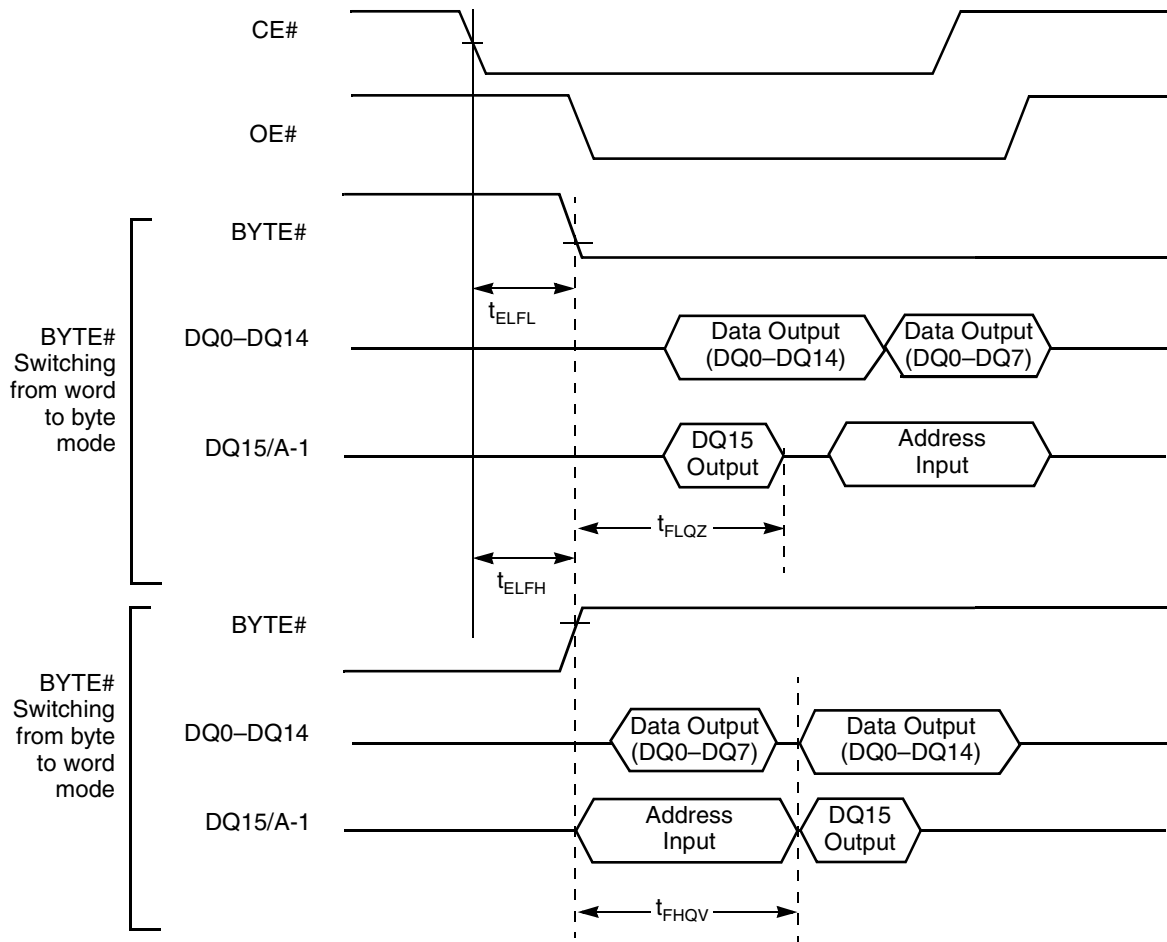 CE#
OE#
BYTE#
Switching
from word
to byte
mode
BYTE#
tELFL
DQ0–DQ14
Data Output
(DQ0–DQ14)
Data Output
(DQ0–DQ7)
DQ15/A-1
DQ15
Output
Address
Input
tFLQZ
tELFH
BYTE#
Switching
from byte
to word
mode
BYTE#
DQ0–DQ14
Data Output
(DQ0–DQ7)
Data Output
(DQ0–DQ14)
DQ15/A-1
Address
Input
DQ15
Output
tFHQV